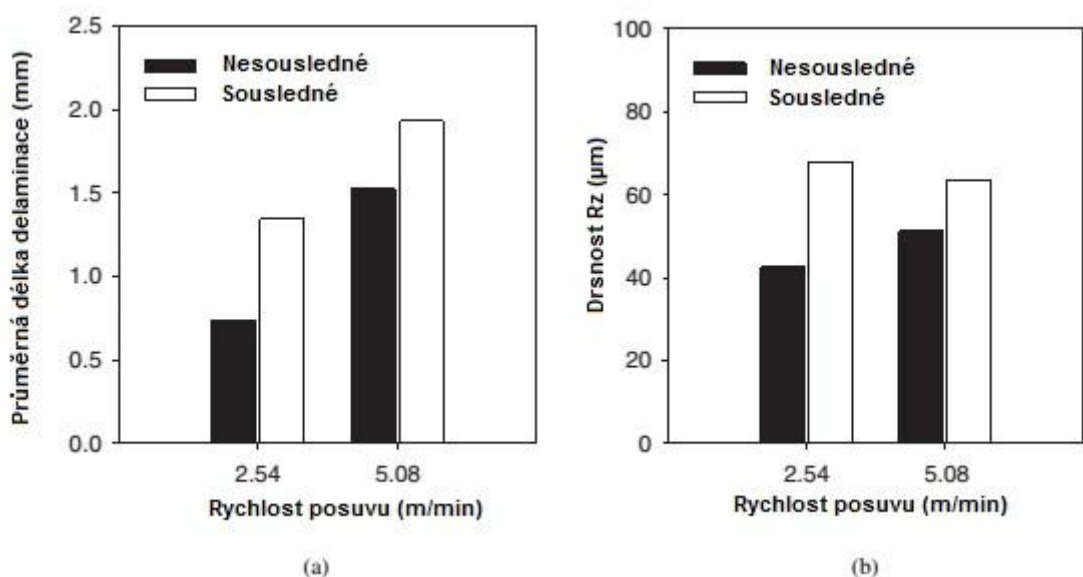 Průměrná délka delaminace (mm)
2.5
2.0
1.5
1.0
0.5
0.0
Nesousledné
Sousledné
2.54 5.08
Rychlost posuvu (m/min)
(a)
Drsnost Rz (µm)
100
80
60
40
20
0
Nesousledné
Sousledné
2.54 5.08
Rychlost posuvu (m/min)
(b)